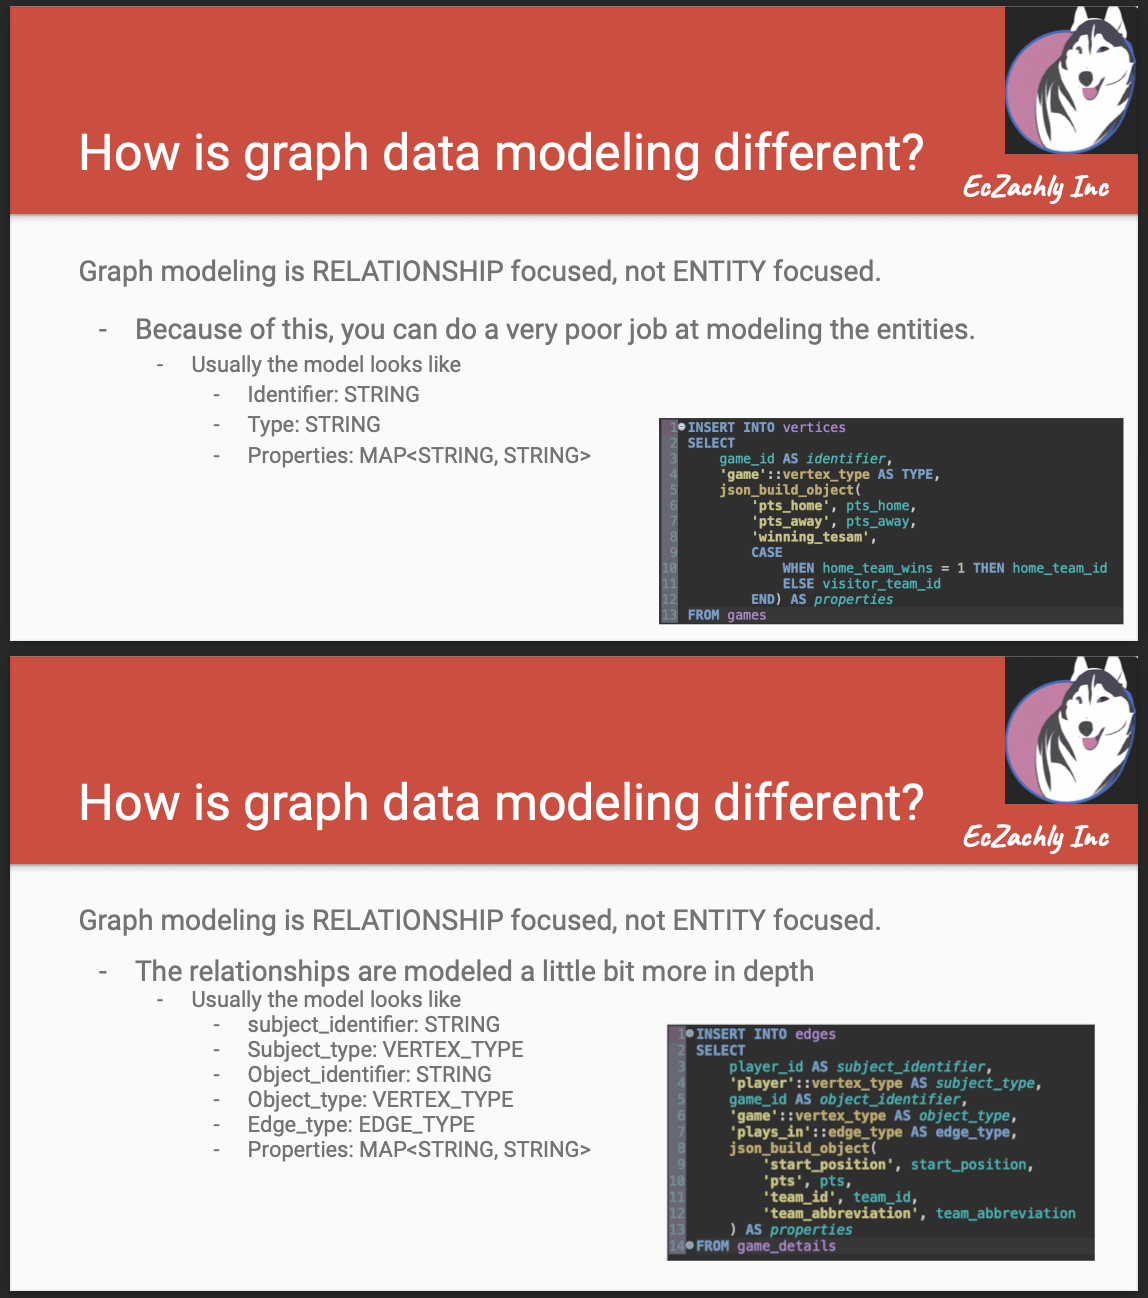 How is graph data modeling different?
EcZachly Inc
Graph modeling is RELATIONSHIP focused, not ENTITY focused.
- Because of this, you can do a very poor job at modeling the entities.
- Usually the model looks like
- Identifier: STRING
- Type: STRING
- Properties: MAP<STRING, STRING>
1 INSERT INTO vertices
2 SELECT
3 game_id AS identifier,
4 'game'::vertex_type AS TYPE,
5 json_build_object(
6 'pts_home', pts_home,
7 'pts_away', pts_away,
8 'winning_tesam',
9 CASE
10 WHEN home_team_wins = 1 THEN home_team_id
11 ELSE visitor_team_id
12 END) AS properties
13 FROM games
How is graph data modeling different?
EcZachly Inc
Graph modeling is RELATIONSHIP focused, not ENTITY focused.
- The relationships are modeled a little bit more in depth
- Usually the model looks like
- subject_identifier: STRING
- Subject_type: VERTEX_TYPE
- Object_identifier: STRING
- Object_type: VERTEX_TYPE
- Edge_type: EDGE_TYPE
- Properties: MAP<STRING, STRING>
1 INSERT INTO edges
2 SELECT
3 player_id AS subject_identifier,
4 'player'::vertex_type AS subject_type,
5 game_id AS object_identifier,
6 'game'::vertex_type AS object_type,
7 'plays_in'::edge_type AS edge_type,
8 json_build_object(
9 'start_position', start_position,
10 'pts', pts,
11 'team_id', team_id,
12 'team_abbreviation', team_abbreviation
13 ) AS properties
14 FROM game_details